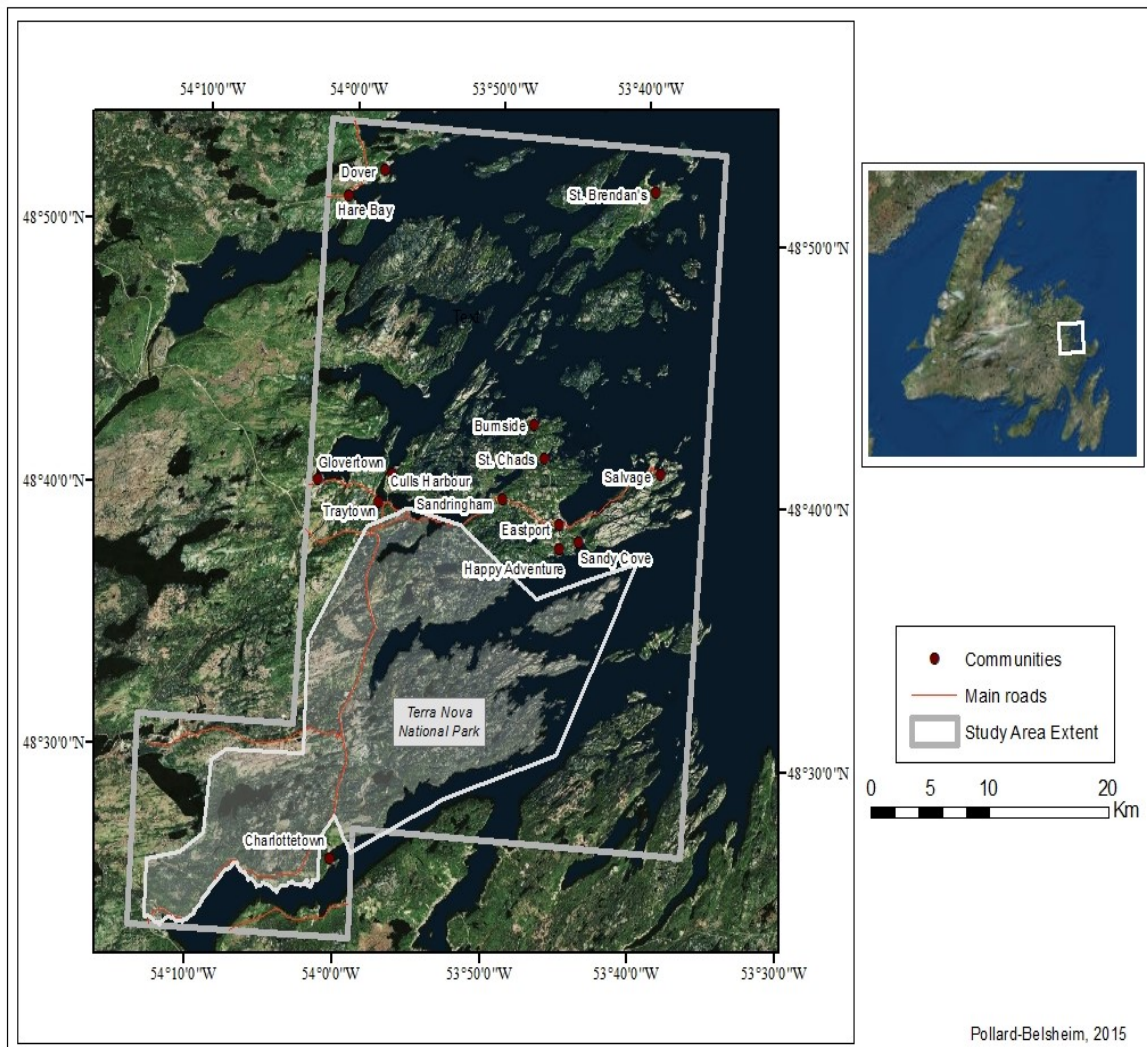 54°10'0"W
54°0'0"W
53°50'0"W
53°40'0"W
48°50'0"N
48°50'0"N
48°40'0"N
48°40'0"N
48°30'0"N
48°30'0"N
Dover
Hare Bay
St. Brendan's
Text
Burnside
St. Chads
Salvage
Glovertown
Culls Harbour
Sandringham
Traytown
Eastport
Sandy Cove
Happy Adventure
Terra Nova
National Park
Charlottetown
54°10'0"W
54°0'0"W
53°50'0"W
53°40'0"W
53°30'0"W
Communities
Main roads
Study Area Extent
0 5 10 20
Km
Pollard-Belsheim, 2015